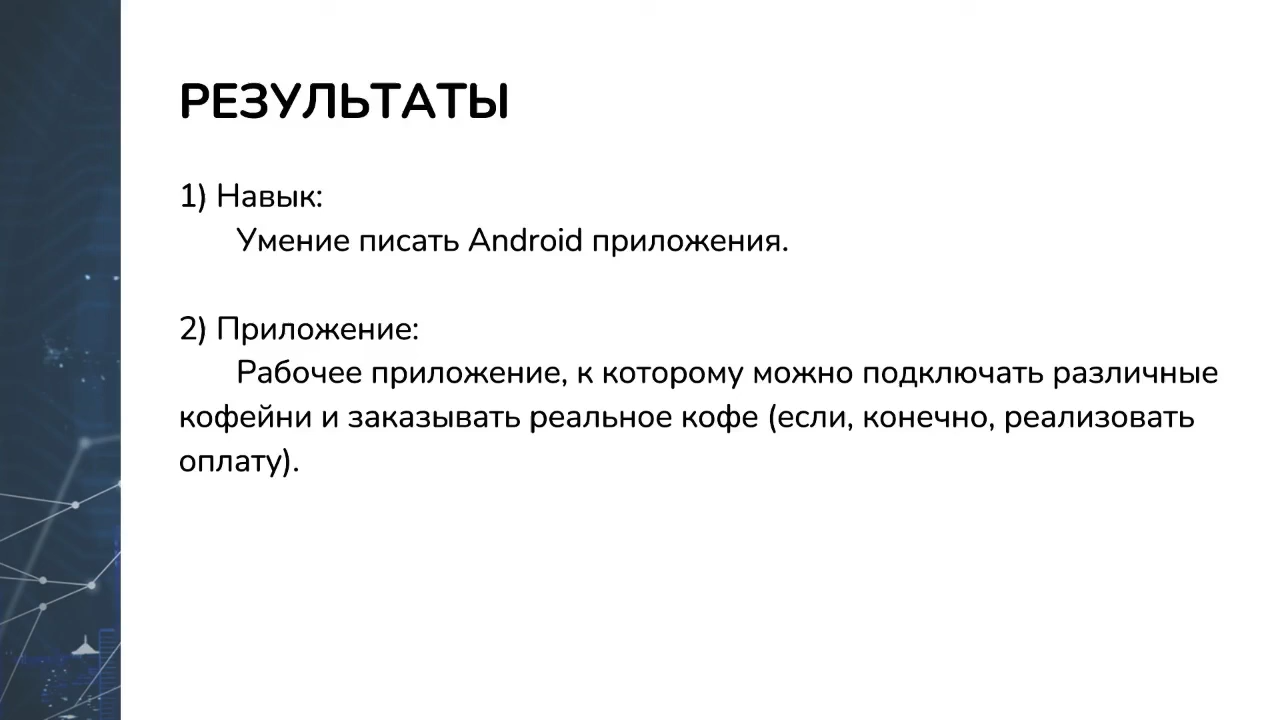 РЕЗУЛЬТАТЫ
1) Навык:
Умение писать Android приложения.
2) Приложение:
Рабочее приложение, к которому можно подключать различные
кофейни и заказывать реальное кофе (если, конечно, реализовать
оплату).